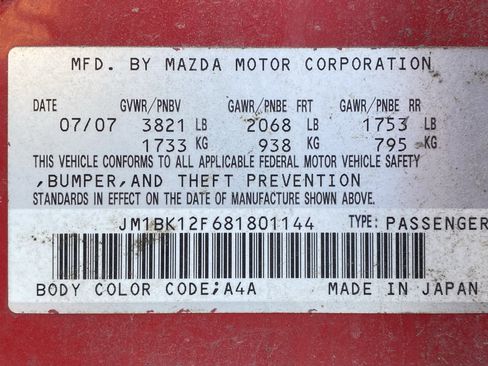 MFD. BY MAZDA MOTOR CORPORATION
DATE GVWR/PNBV GAWR/PNBE FRT GAWR/PNBE RR
07/07 3821 LB 2068 LB 1753 LB
1733 KG 938 KG 795 KG
THIS VEHICLE CONFORMS TO ALL APPLICABLE FEDERAL MOTOR VEHICLE SAFETY
,BUMPER,AND THEFT PREVENTION
STANDARDS IN EFFECT ON THE DATE OF MANUFACTURE SHOWN ABOVE.
JM1BK12F681801144 TYPE: PASSENGER
BODY COLOR CODE;A4A MADE IN JAPAN